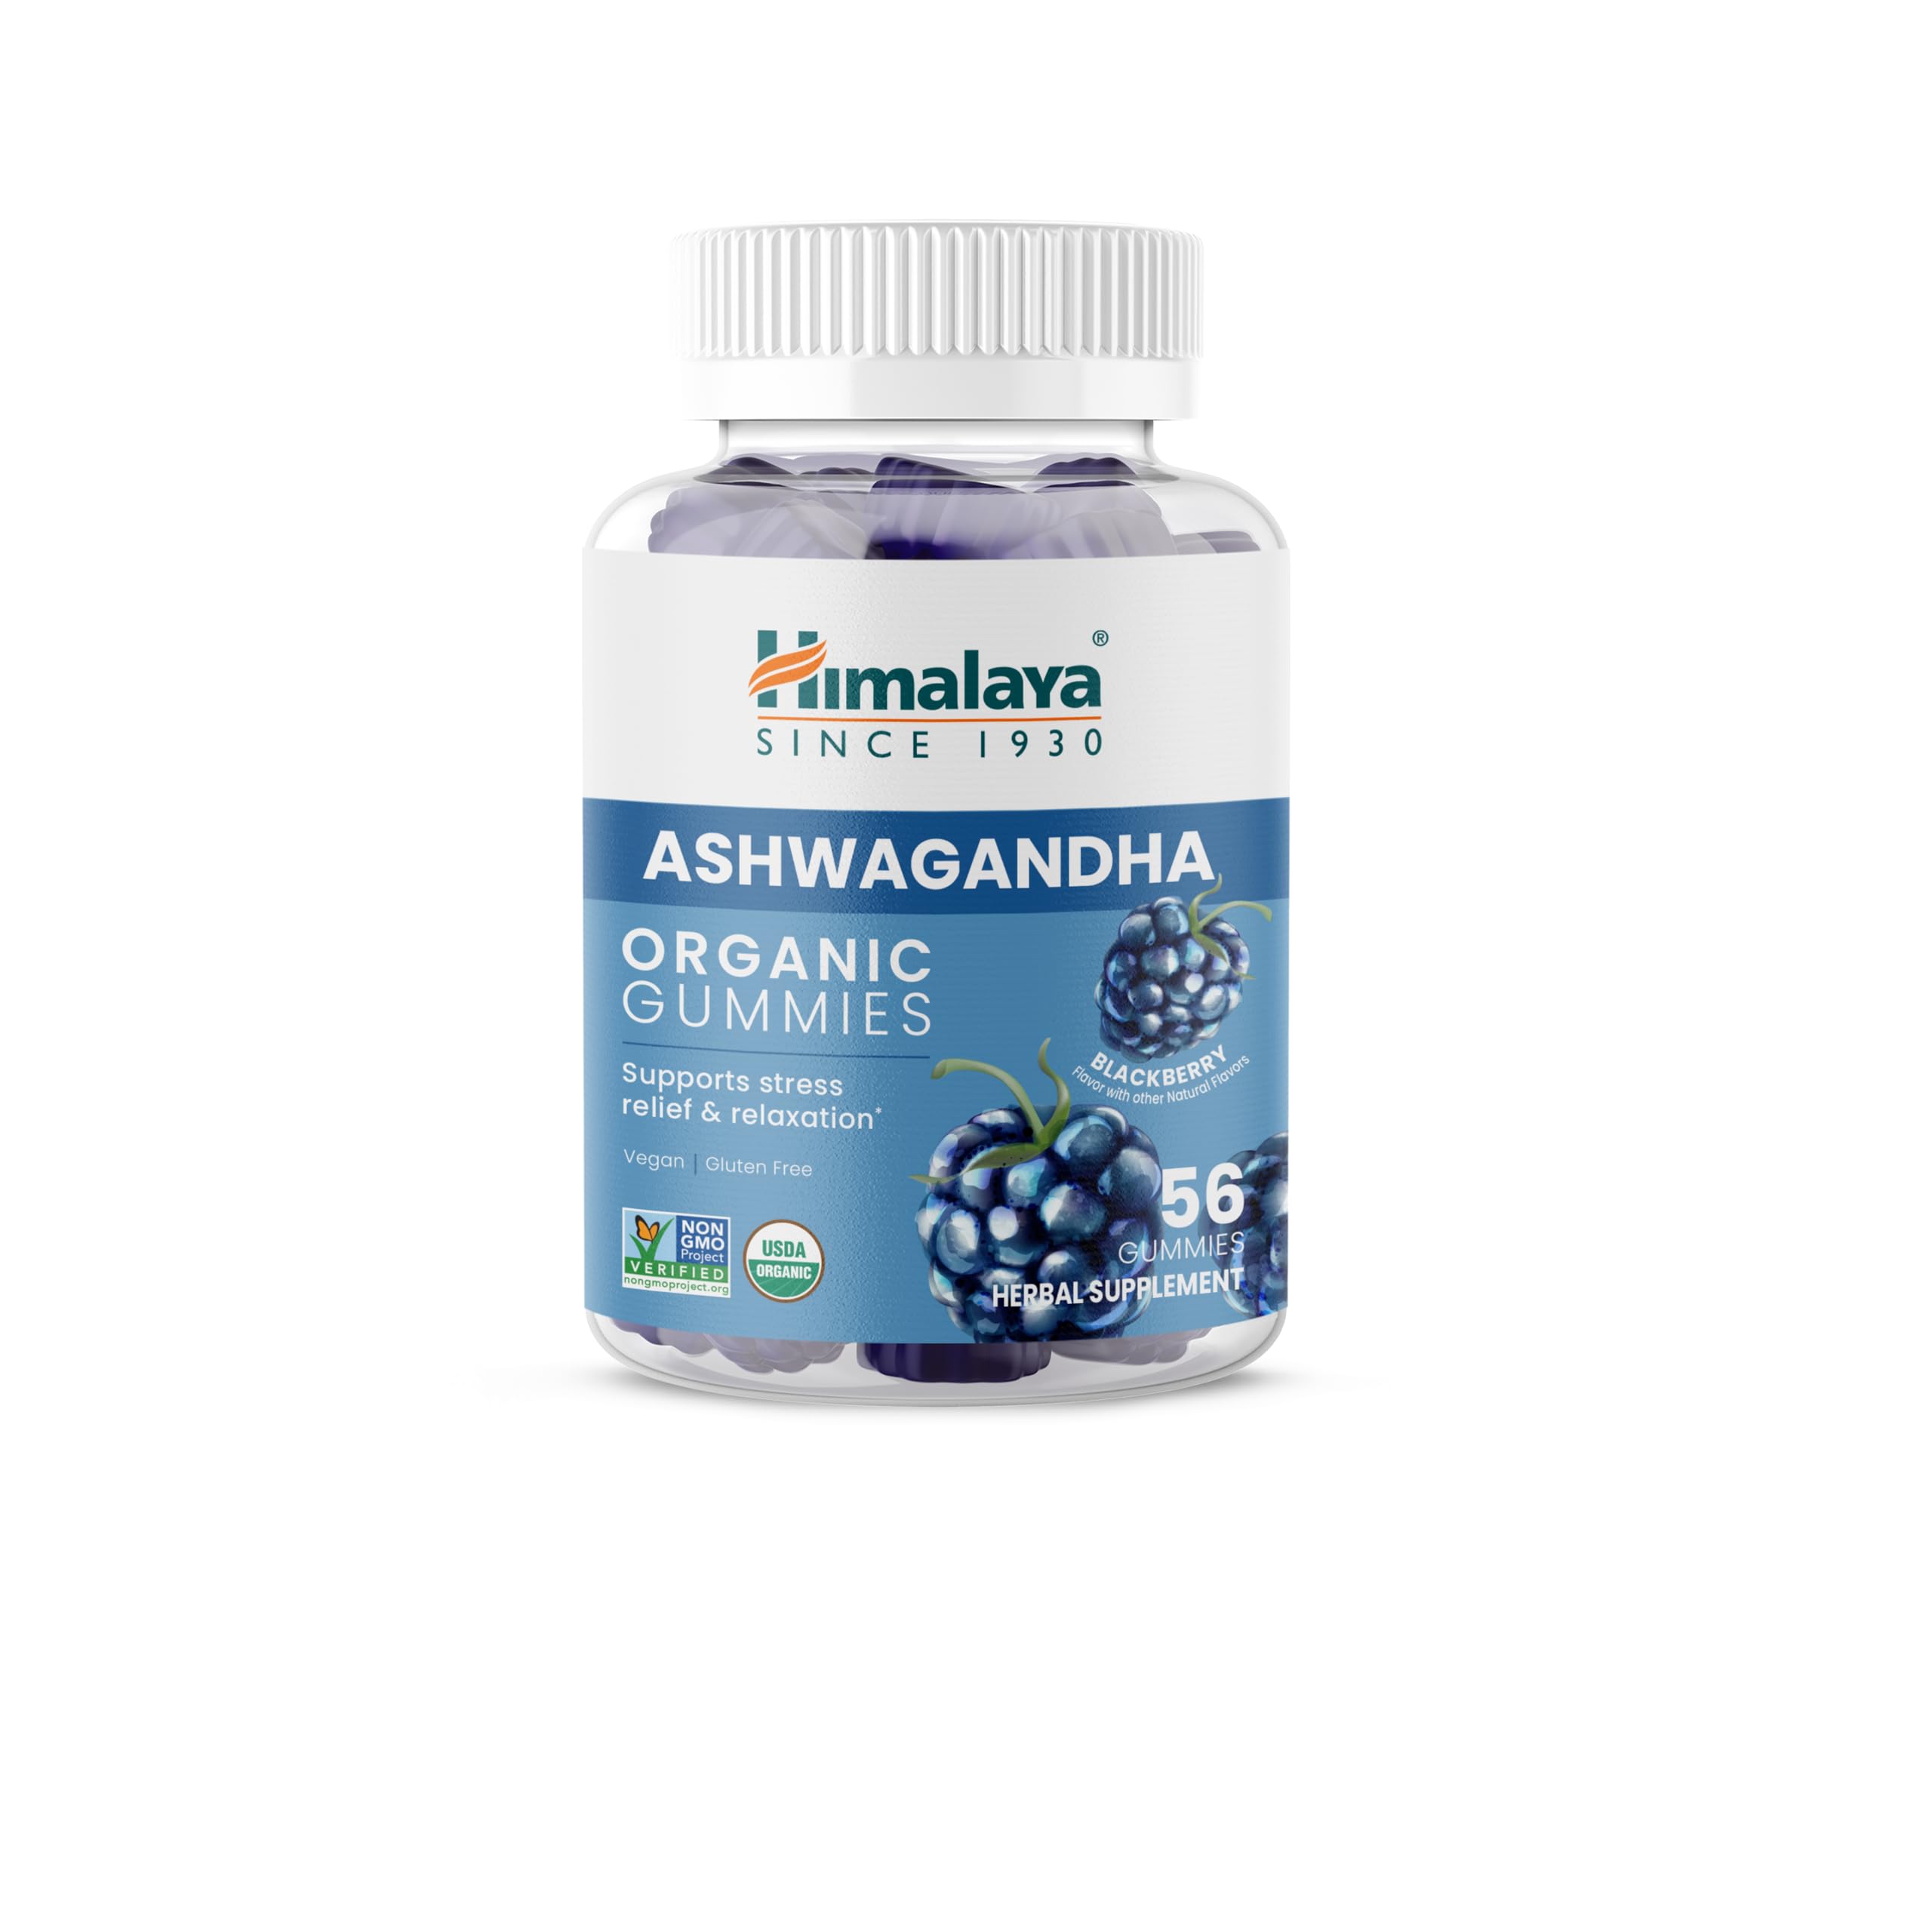 Himalaya®
SINCE 1930
ASHWAGANDHA
ORGANIC
GUMMIES
Supports stress
relief & relaxation*
Vegan | Gluten Free
NON
GMO
Project
VERIFIED
nongmoproject.org
USDA
ORGANIC
BLACKBERRY
Flavor with other Natural Flavors
56
GUMMIES
HERBAL SUPPLEMENT